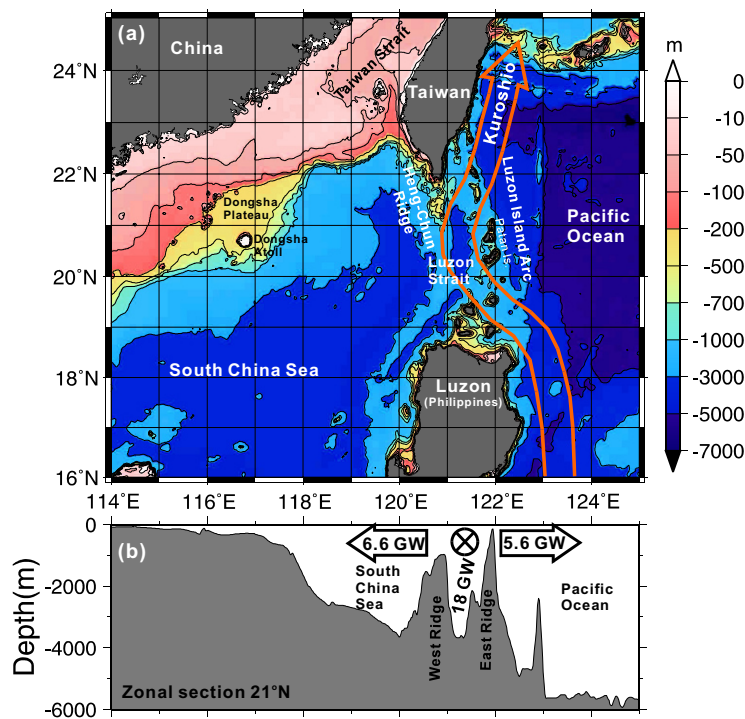 (a)
China
Taiwan Strait
Taiwan
Kuroshio
Heng-Chun
Ridge
Dongsha
Plateau
Dongsha
Atoll
Luzon Island Arc
Batanis
Pacific
Ocean
Luzon
Strait
South China Sea
Luzon
(Philippines)
24°N
22°N
20°N
18°N
16°N
114°E
116°E
118°E
120°E
122°E
124°E
m
0
-50
-100
-200
-500
-700
-1000
-3000
-5000
-7000
(b)
6.6 GW
18 GW
5.6 GW
South
China
Sea
West Ridge
East Ridge
Pacific
Ocean
Zonal section 21°N
Depth(m)
0
-2000
-4000
-6000